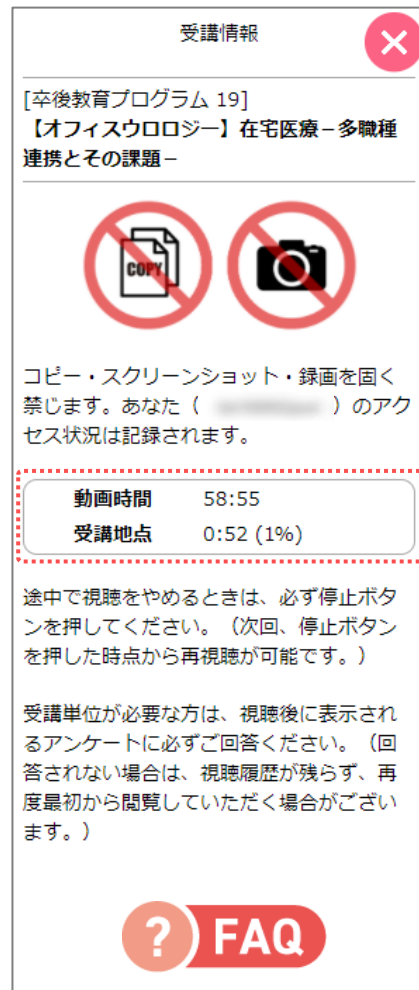 受講情報
[卒後教育プログラム 19]
【オフィスウロロジー】在宅医療－多職種
連携とその課題－
COPY
コピー・スクリーンショット・録画を固く
禁じます。あなた（　）のアク
セス状況は記録されます。
動画時間 58:55
受講地点 0:52 (1%)
途中で視聴をやめるときは、必ず停止ボタ
ンを押してください。（次回、停止ボタン
を押した時点から再視聴が可能です。）
受講単位が必要な方は、視聴後に表示され
るアンケートに必ずご回答ください。（回
答されない場合は、視聴履歴が残らず、再
度最初から閲覧していただく場合がござい
ます。）
? FAQ